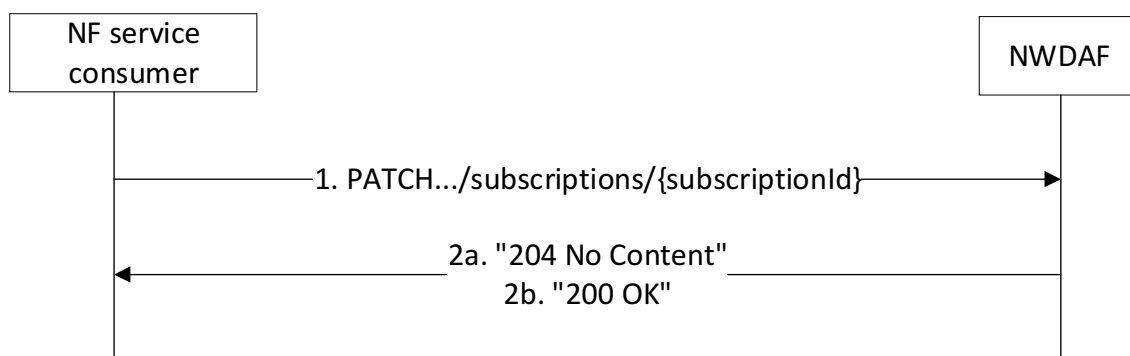 NF service
consumer
NWDAF
1. PATCH.../subscriptions/{subscriptionId}
2a. "204 No Content"
2b. "200 OK"